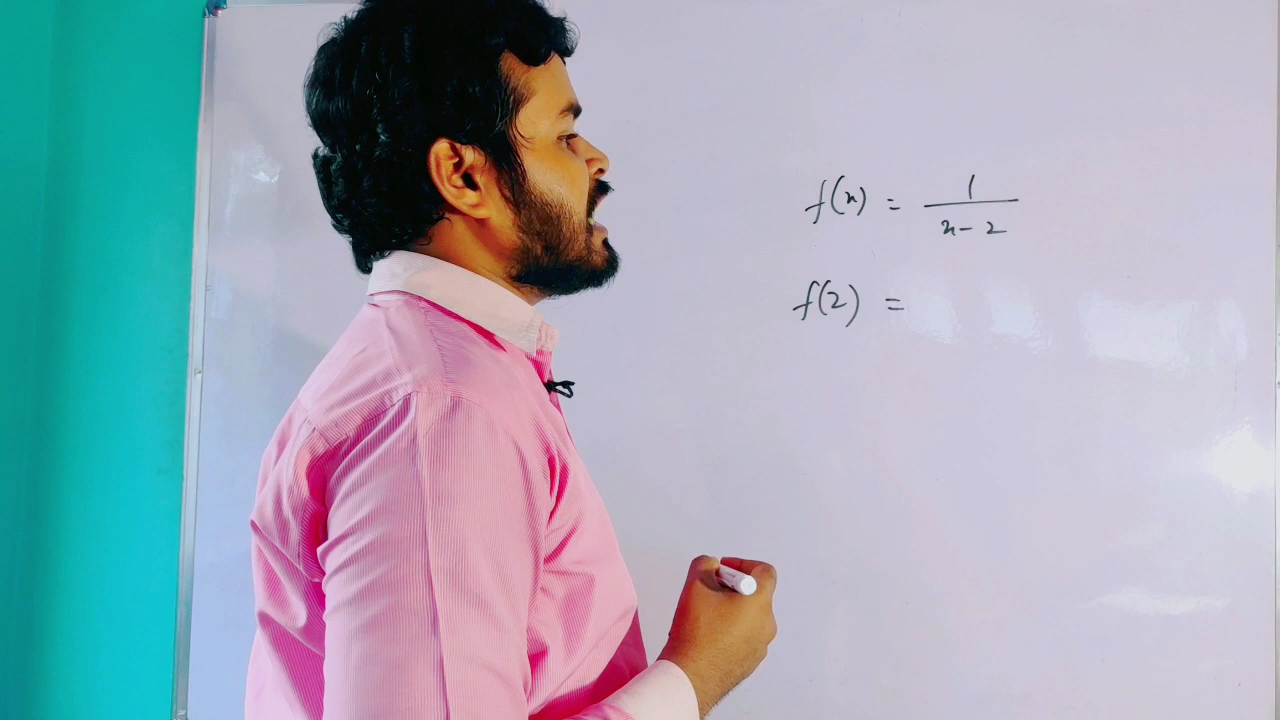 f(x) = 1/(x-2)
f(2) =